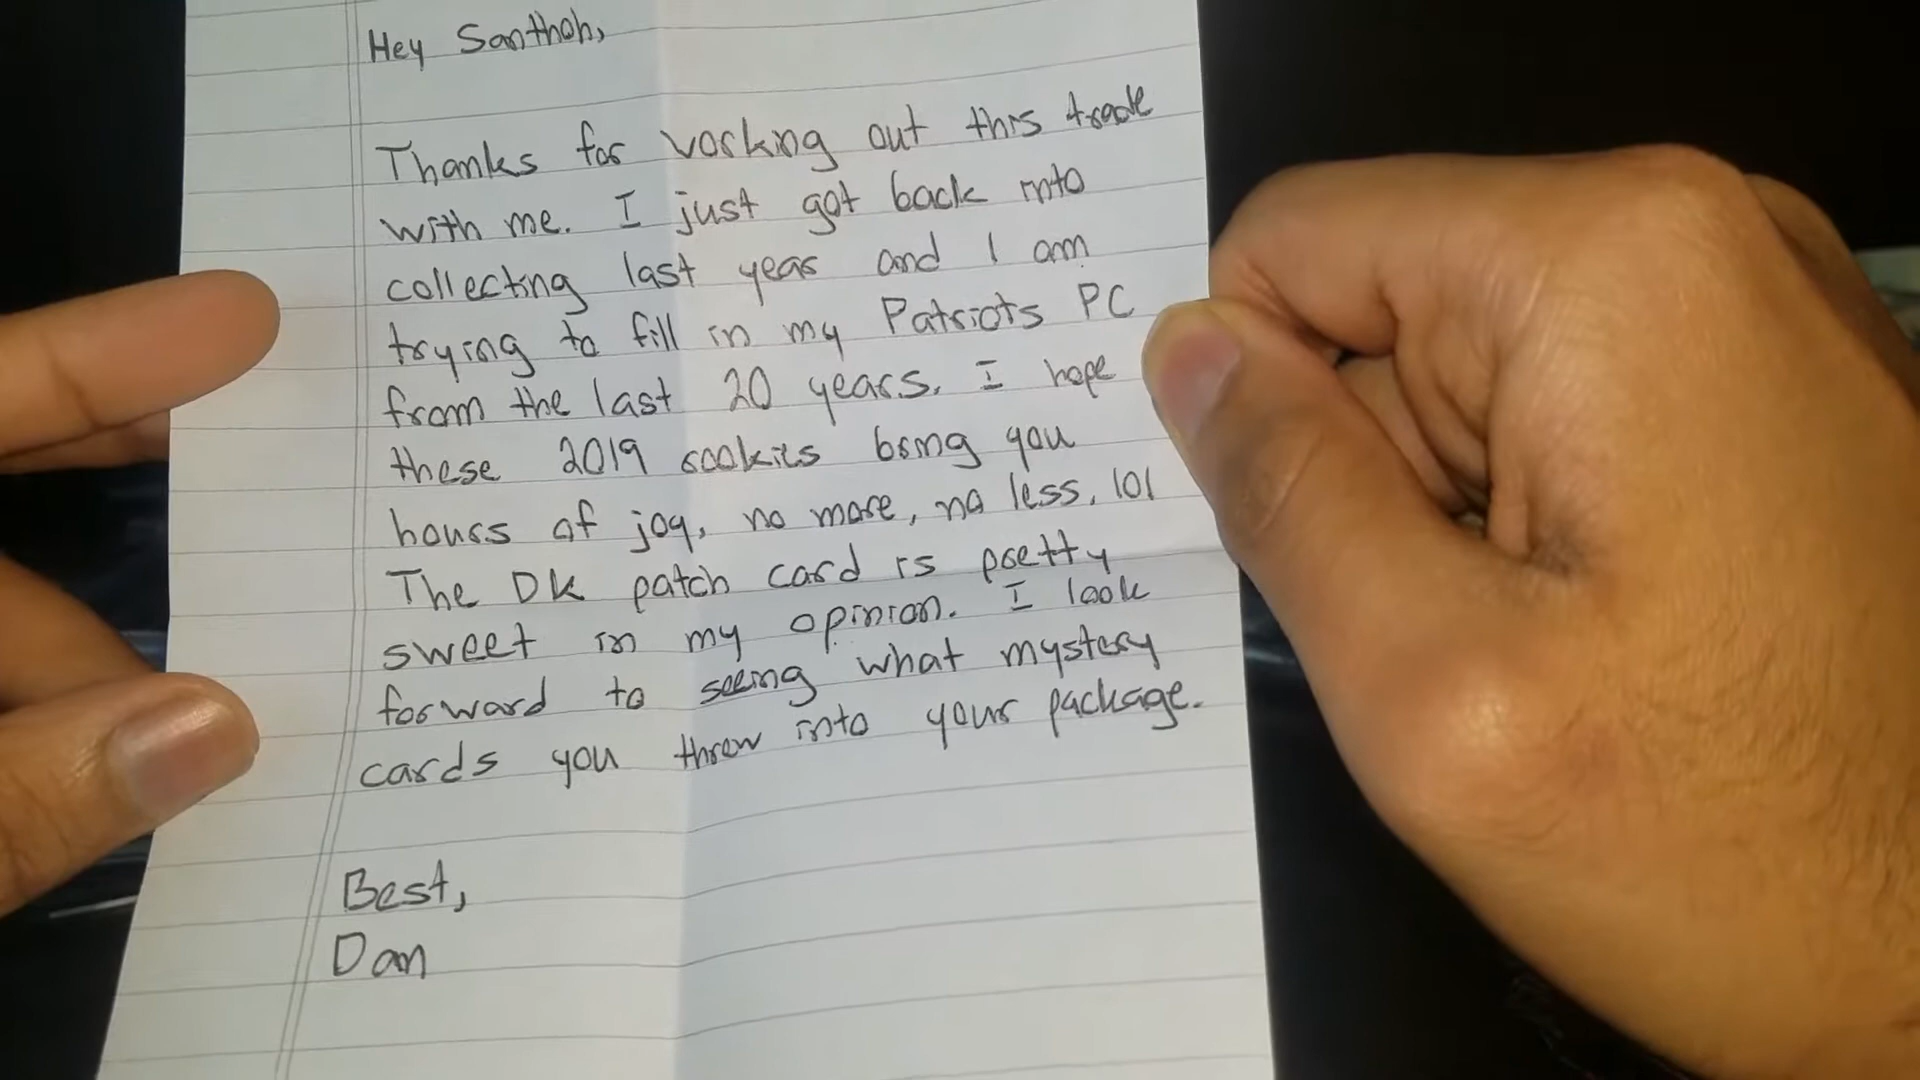 Hey Santhoh,
Thanks for working out this trade
with me. I just got back into
collecting last year and I am
trying to fill in my Patriots PC
from the last 20 years. I hope
these 2019 rookies bring you
hours of joy, no more, no less, lol
The DK patch card is pretty
sweet in my opinion. I look
forward to seeing what mystery
cards you threw into your package.
Best,
Dan